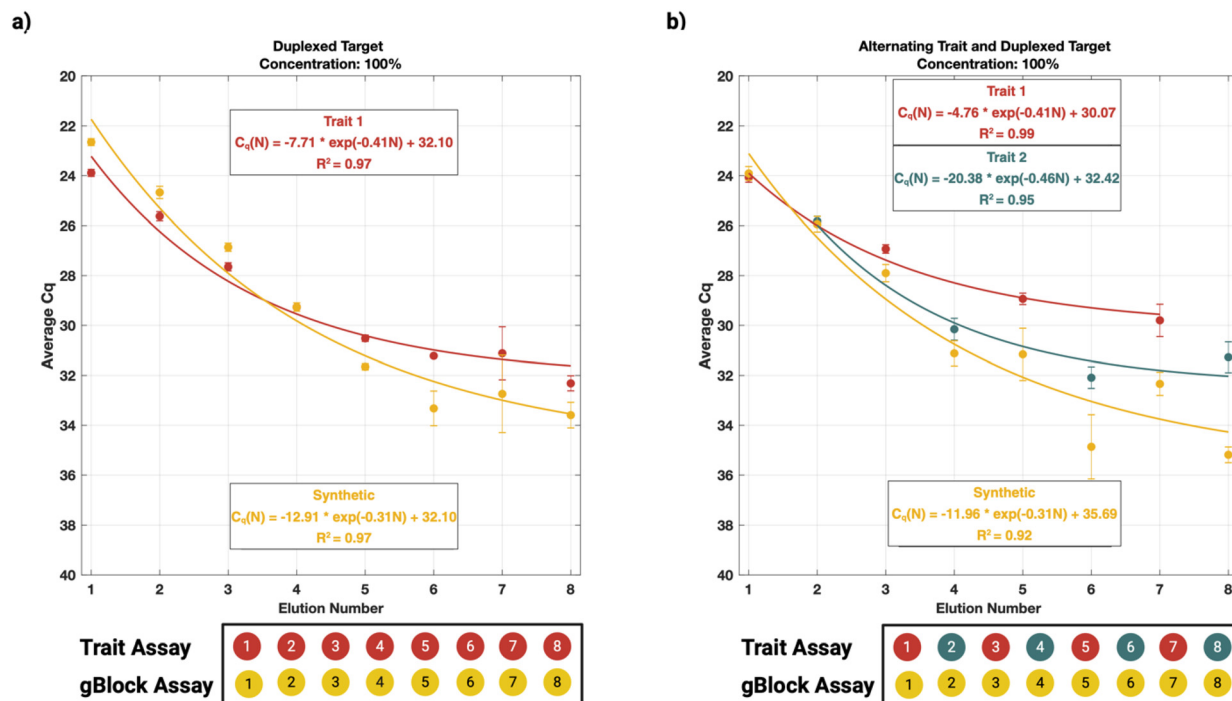 a)
Duplexed Target
Concentration: 100%
20
22
24
26
28
30
32
34
36
38
40
Average Cq
Trait 1
Cq(N) = -7.71 * exp(-0.41N) + 32.10
R² = 0.97
Synthetic
Cq(N) = -12.91 * exp(-0.31N) + 32.10
R² = 0.97
1 2 3 4 5 6 7 8
Elution Number
Trait Assay 1 2 3 4 5 6 7 8
gBlock Assay 1 2 3 4 5 6 7 8
b)
Alternating Trait and Duplexed Target
Concentration: 100%
20
22
24
26
28
30
32
34
36
38
40
Average Cq
Trait 1
Cq(N) = -4.76 * exp(-0.41N) + 30.07
R² = 0.99
Trait 2
Cq(N) = -20.38 * exp(-0.46N) + 32.42
R² = 0.95
Synthetic
Cq(N) = -11.96 * exp(-0.31N) + 35.69
R² = 0.92
1 2 3 4 5 6 7 8
Elution Number
Trait Assay 1 2 3 4 5 6 7 8
gBlock Assay 1 2 3 4 5 6 7 8